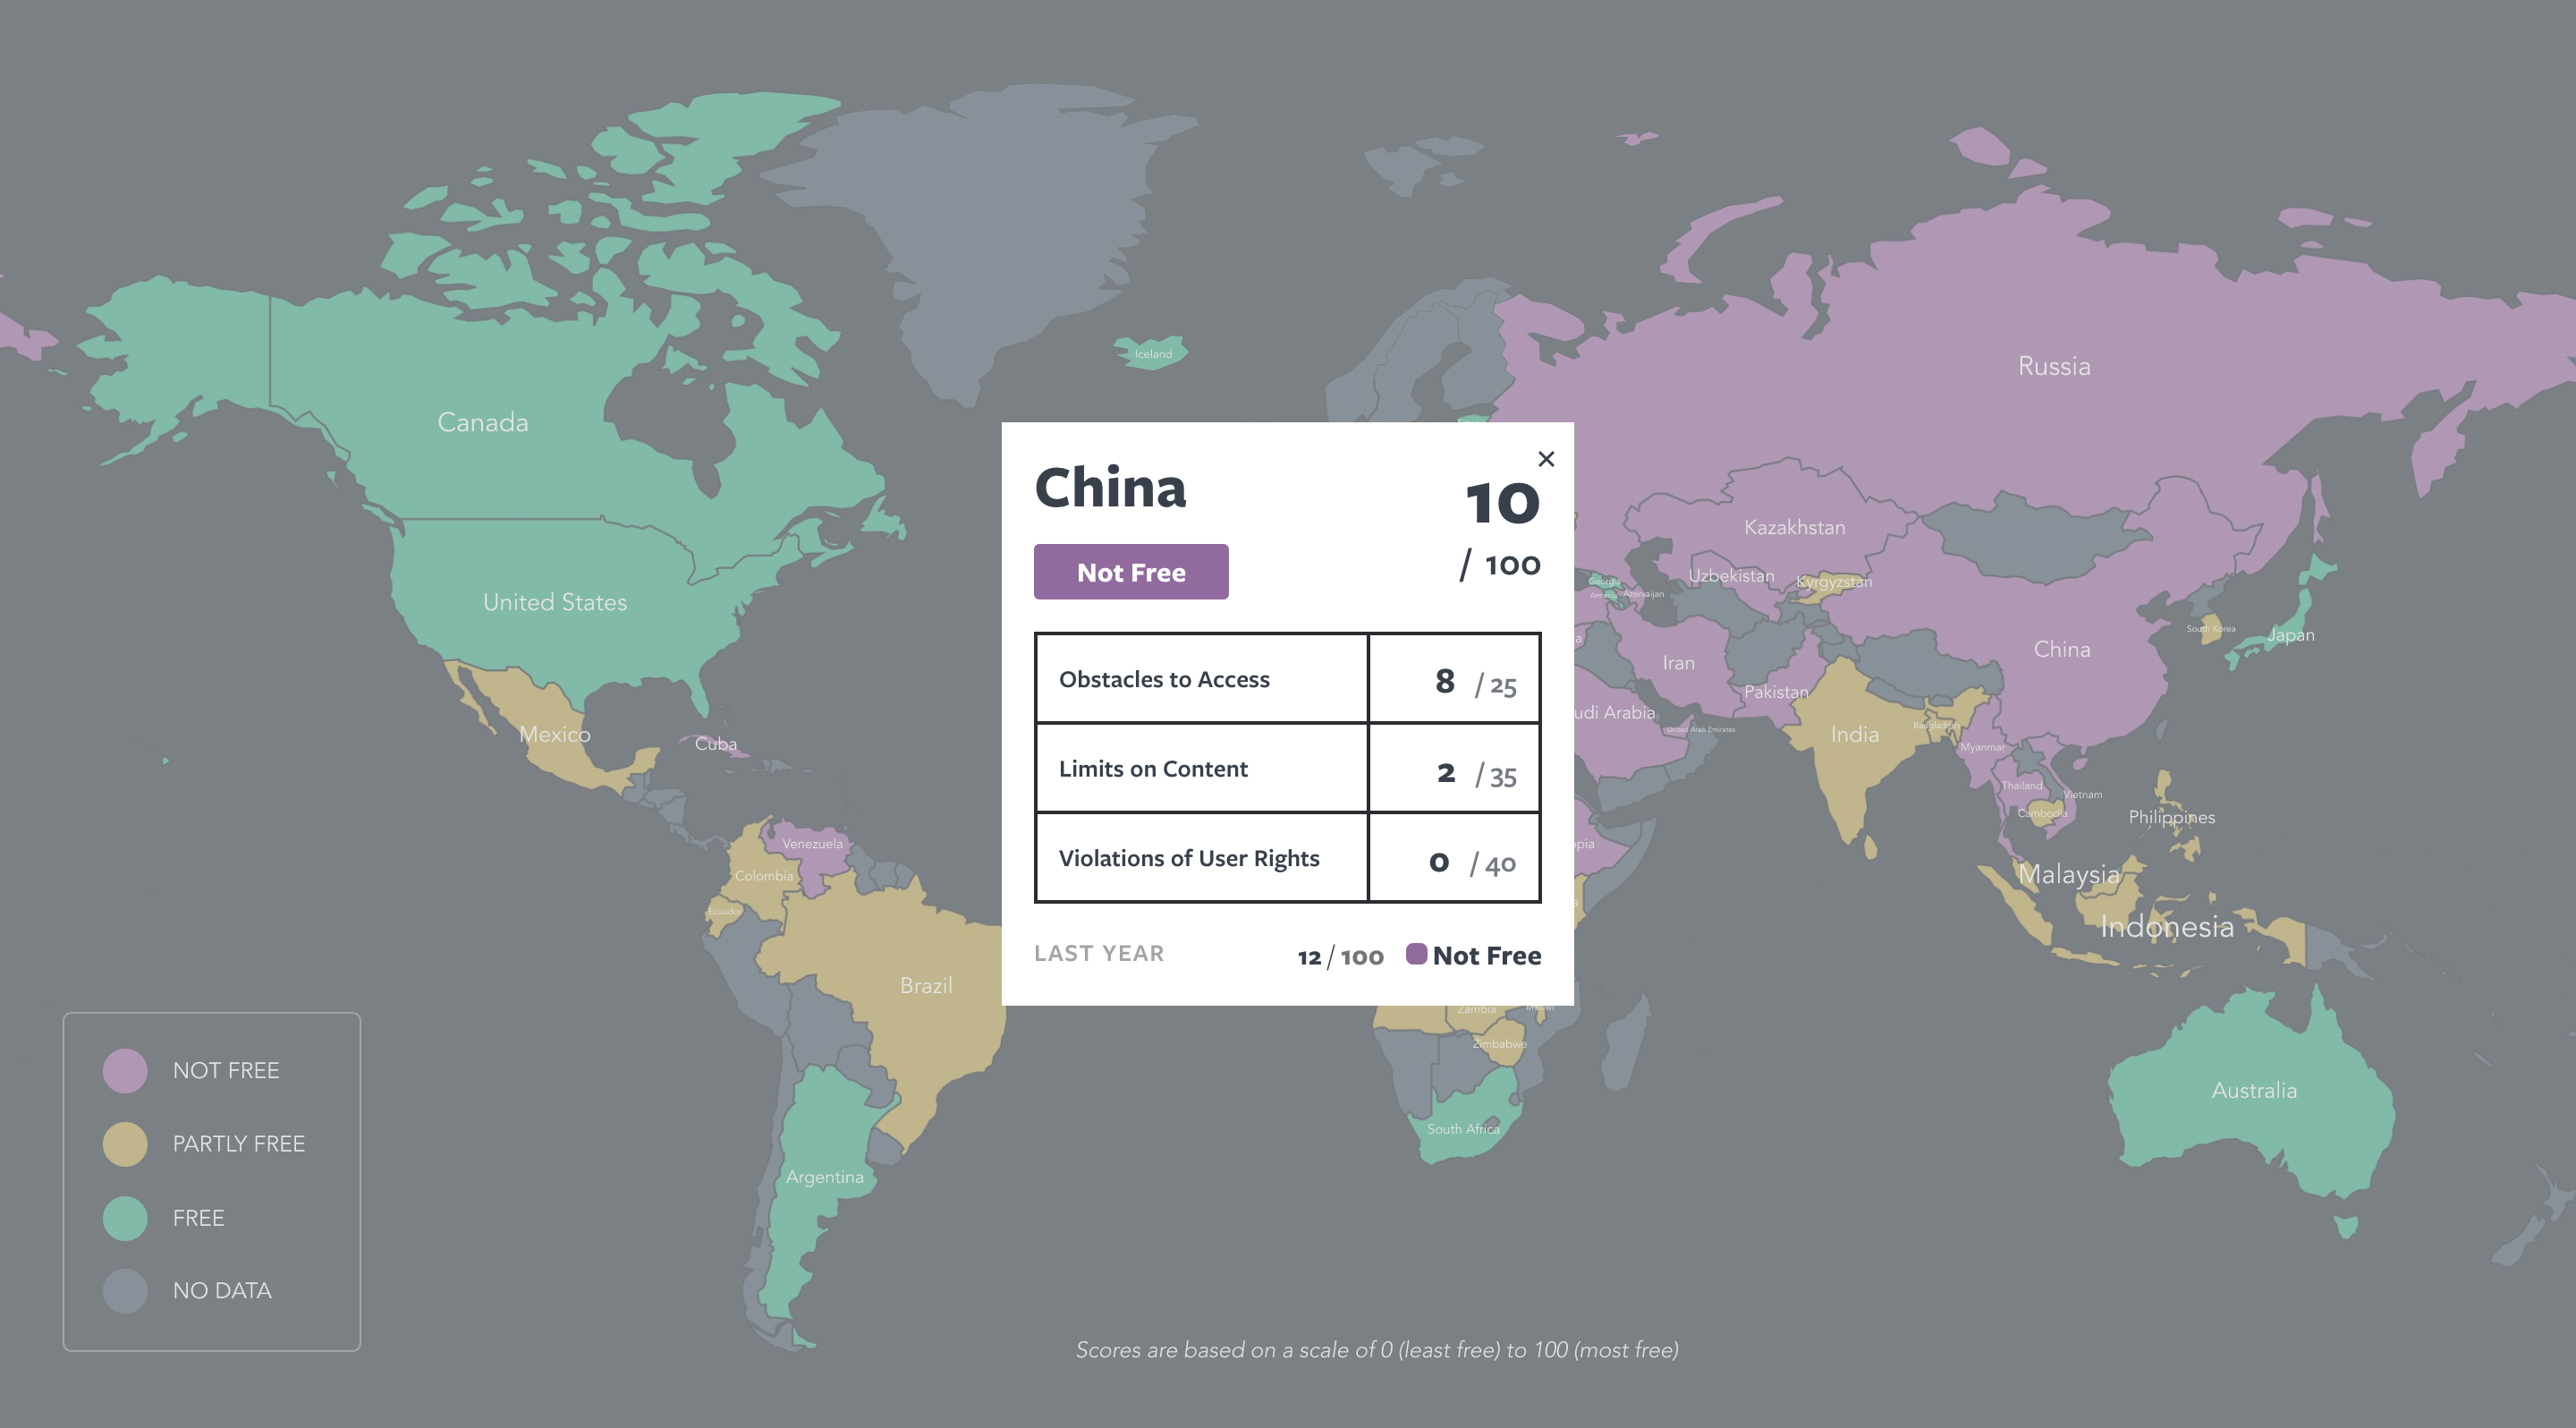 Iceland
Russia
Canada
Kazakhstan
United States
Uzbekistan
Kyrgyzstan
Georgia
Armenia
Azervaijan
South Korea
Japan
China
Iran
Pakistan
udi Arabia
United Arab Emirates
Mexico
Cuba
India
Bangladesh
Myanmar
Thailand
Vietnam
Cambodia
Philippines
Venezuela
Colombia
Ecuador
opia
a
a
Malaysia
Indonesia
Brazil
Zambia
Malawi
Zimbabwe
South Africa
Argentina
Australia
China
10
/ 100
Not Free
Obstacles to Access 8 / 25
Limits on Content 2 / 35
Violations of User Rights 0 / 40
LAST YEAR 12 / 100 Not Free
NOT FREE
PARTLY FREE
FREE
NO DATA
Scores are based on a scale of 0 (least free) to 100 (most free)